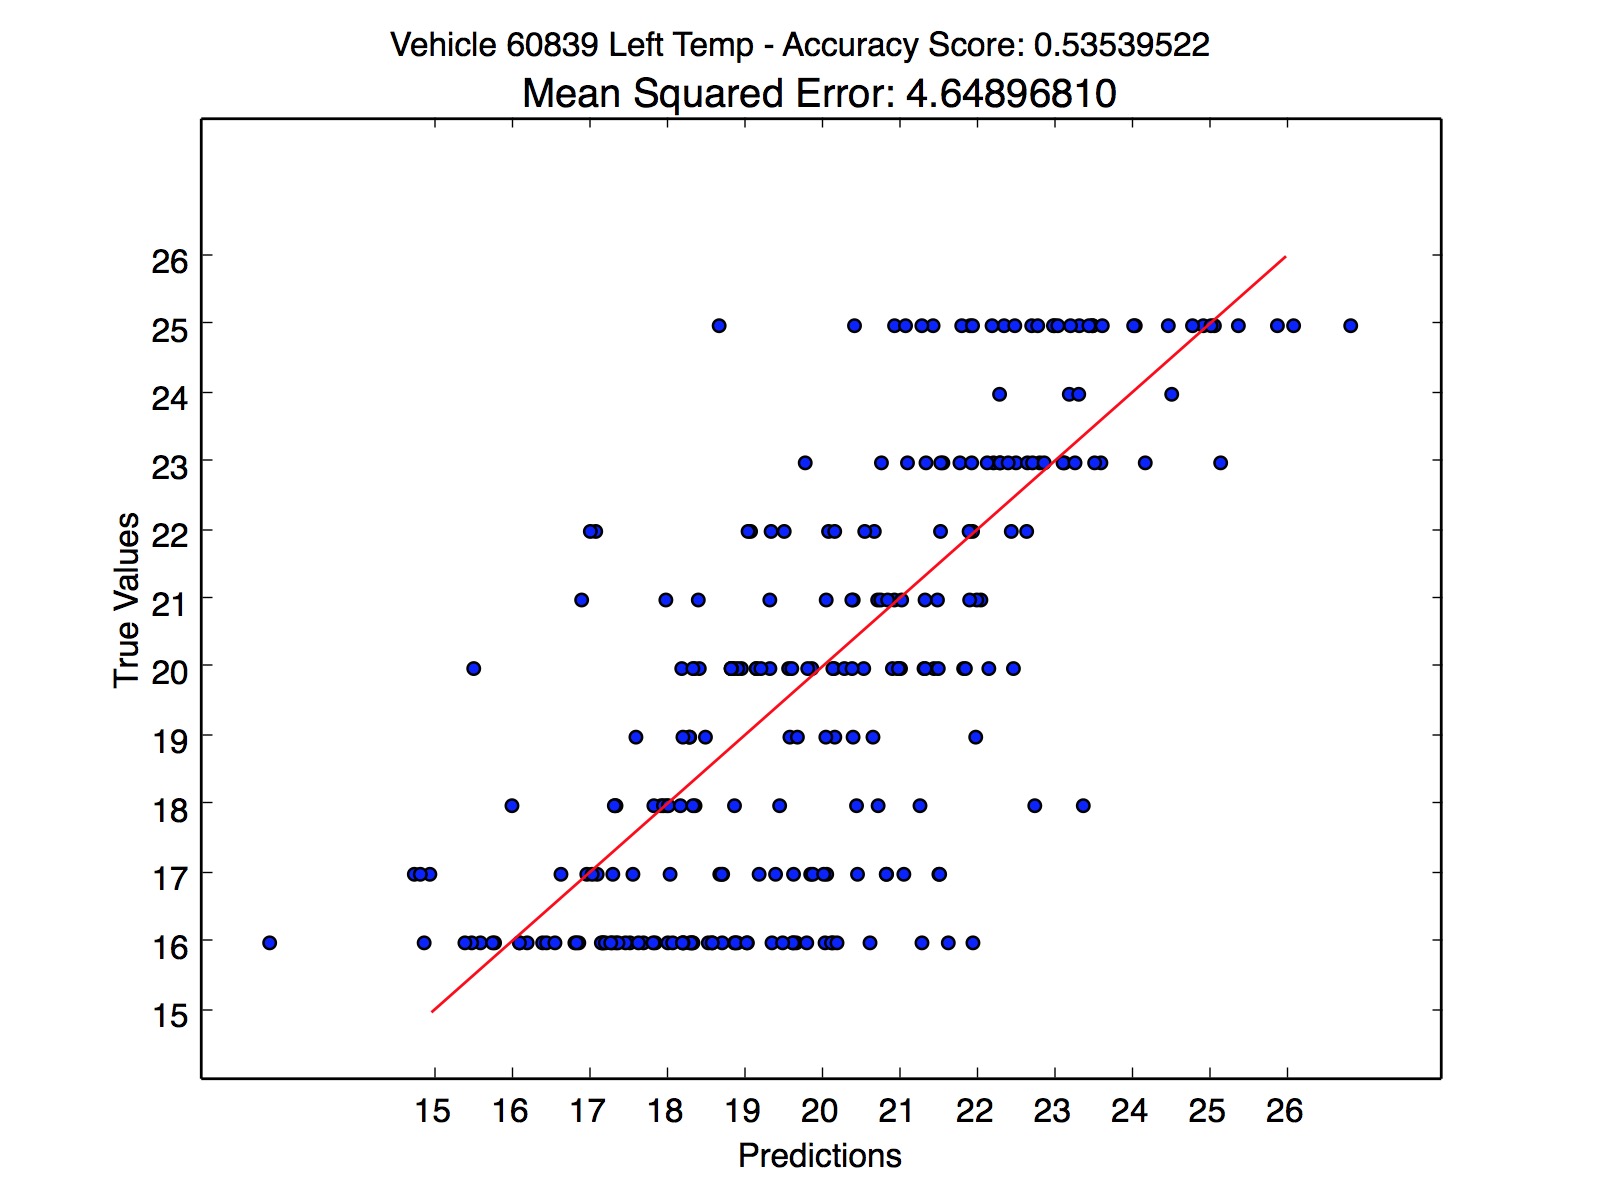 Vehicle 60839 Left Temp - Accuracy Score: 0.53539522
Mean Squared Error: 4.64896810
26
25
24
23
22
21
20
19
18
17
16
15
True Values
15 16 17 18 19 20 21 22 23 24 25 26
Predictions